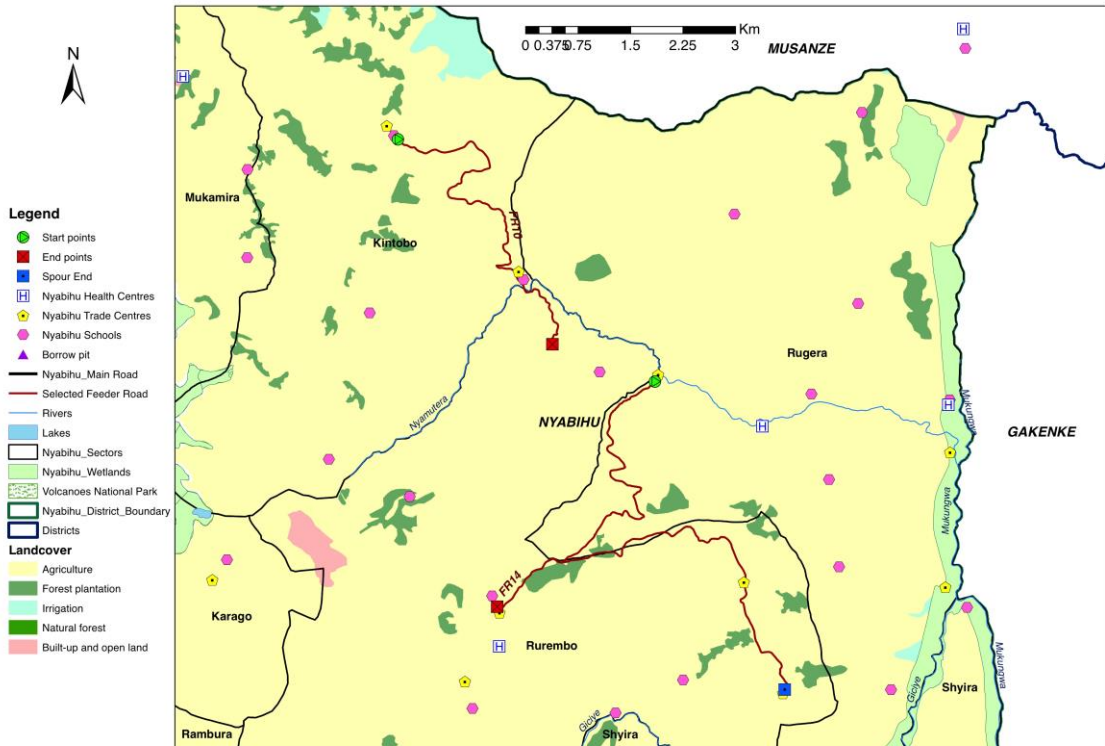 N
0 0.375 0.75 1.5 2.25 3 Km
MUSANZE
Mukamira
Kintobo
FR10
Rugera
NYABIHU
Nyamutera
GAKENKE
Mukungwa
Mukungwa
FR14
Karago
Rurembo
Rambura
Giciye
Shyira
Giciye
Shyira
Mukungwa
Legend
Start points
End points
Spour End
H Nyabihu Health Centres
Nyabihu Trade Centres
Nyabihu Schools
Borrow pit
Nyabihu_Main Road
Selected Feeder Road
Rivers
Lakes
Nyabihu_Sectors
Nyabihu_Wetlands
Volcanoes National Park
Nyabihu_District_Boundary
Districts
Landcover
Agriculture
Forest plantation
Irrigation
Natural forest
Built-up and open land
H
H
H
H
H